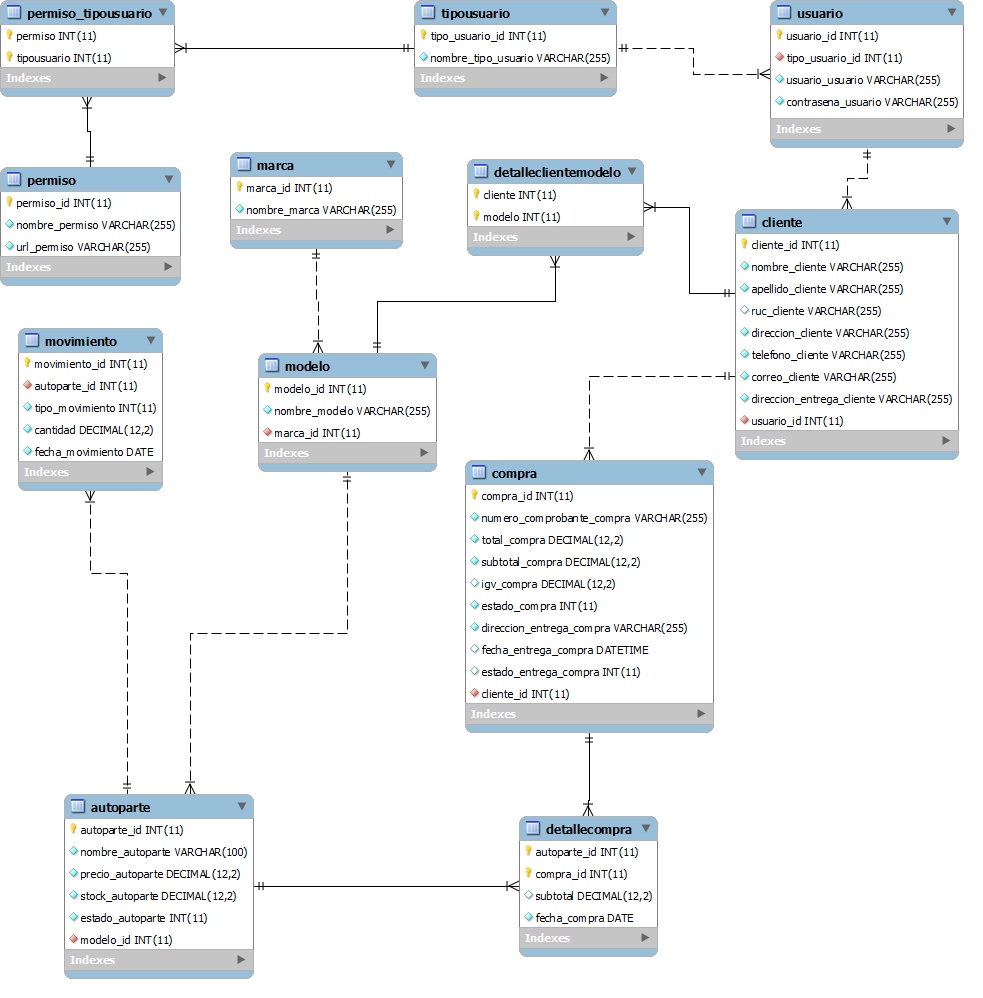 permiso_tipousuario
permiso INT(11)
tipousuario INT(11)
Indexes
tipousuario
tipo_usuario_id INT(11)
nombre_tipo_usuario VARCHAR(255)
Indexes
usuario
usuario_id INT(11)
tipo_usuario_id INT(11)
usuario_usuario VARCHAR(255)
contrasena_usuario VARCHAR(255)
Indexes
permiso
permiso_id INT(11)
nombre_permiso VARCHAR(255)
url_permiso VARCHAR(255)
Indexes
marca
marca_id INT(11)
nombre_marca VARCHAR(255)
Indexes
detalleclientemodelo
cliente INT(11)
modelo INT(11)
Indexes
cliente
cliente_id INT(11)
nombre_cliente VARCHAR(255)
apellido_cliente VARCHAR(255)
ruc_cliente VARCHAR(255)
direccion_cliente VARCHAR(255)
telefono_cliente VARCHAR(255)
correo_cliente VARCHAR(255)
direccion_entrega_cliente VARCHAR(255)
usuario_id INT(11)
Indexes
movimiento
movimiento_id INT(11)
autoparte_id INT(11)
tipo_movimiento INT(11)
cantidad DECIMAL(12,2)
fecha_movimiento DATE
Indexes
modelo
modelo_id INT(11)
nombre_modelo VARCHAR(255)
marca_id INT(11)
Indexes
compra
compra_id INT(11)
numero_comprobante_compra VARCHAR(255)
total_compra DECIMAL(12,2)
subtotal_compra DECIMAL(12,2)
igv_compra DECIMAL(12,2)
estado_compra INT(11)
direccion_entrega_compra VARCHAR(255)
fecha_entrega_compra DATETIME
estado_entrega_compra INT(11)
cliente_id INT(11)
Indexes
autoparte
autoparte_id INT(11)
nombre_autoparte VARCHAR(100)
precio_autoparte DECIMAL(12,2)
stock_autoparte DECIMAL(12,2)
estado_autoparte INT(11)
modelo_id INT(11)
Indexes
detallecompra
autoparte_id INT(11)
compra_id INT(11)
subtotal DECIMAL(12,2)
fecha_compra DATE
Indexes